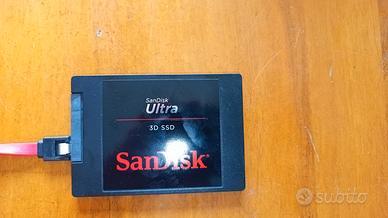 SanDisk
Ultra
3D SSD
SanDisk®
subito